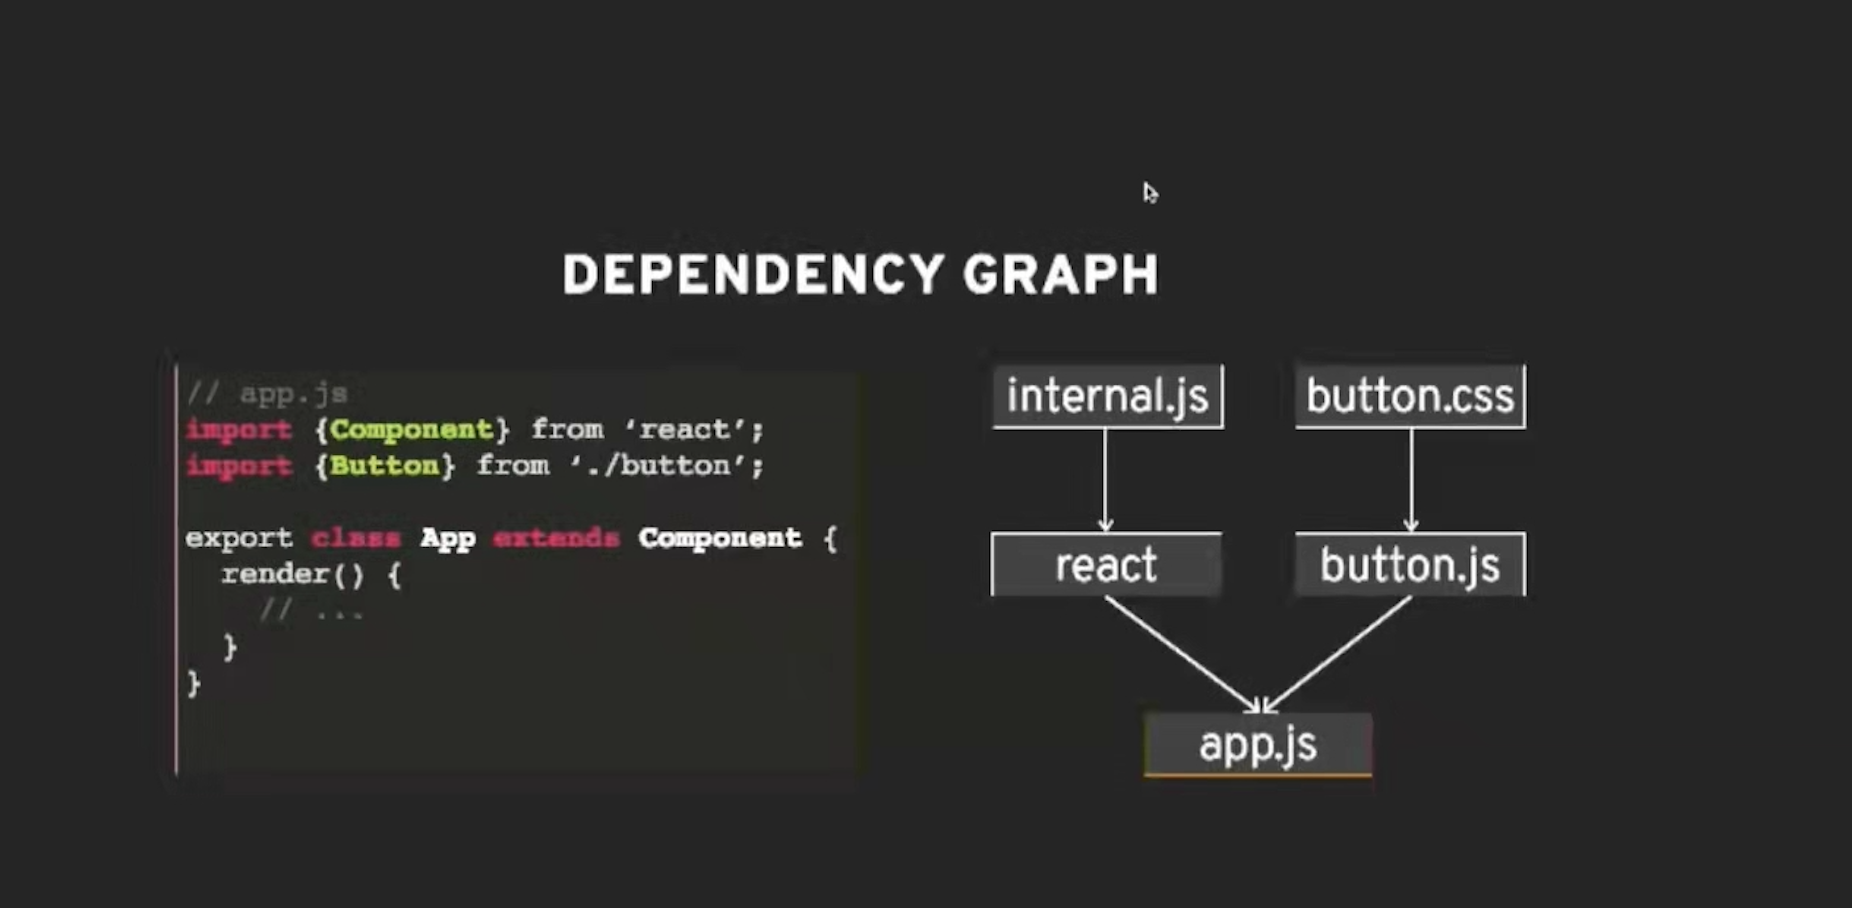 DEPENDENCY GRAPH
// app.js
import {Component} from ‘react’;
import {Button} from ‘./button’;
export class App extends Component {
render() {
// ...
}
}
internal.js
button.css
react
button.js
app.js